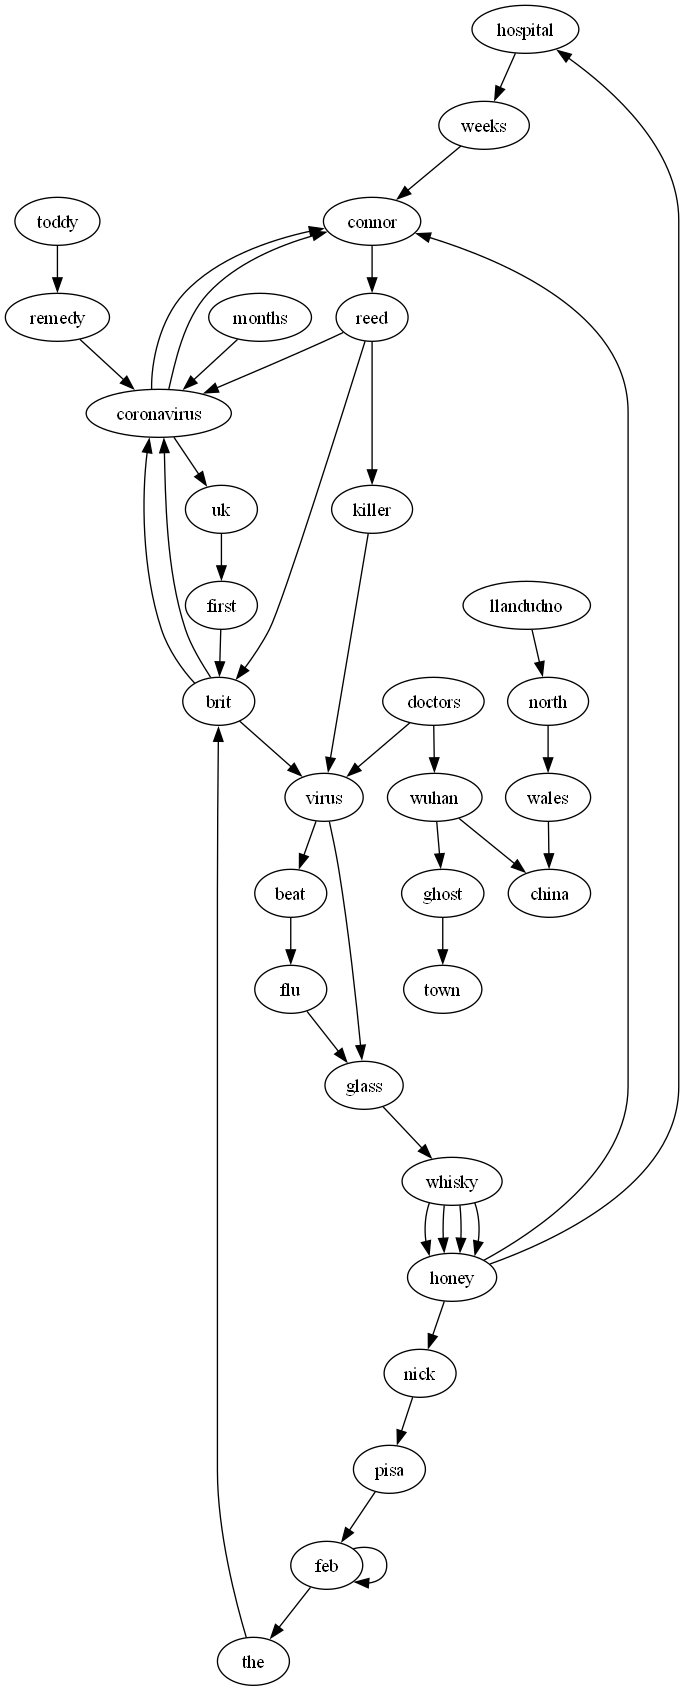 hospital
weeks
toddy
connor
remedy
months
reed
coronavirus
uk
killer
first
llandudno
brit
doctors
north
virus
wuhan
wales
beat
ghost
china
flu
town
glass
whisky
honey
nick
pisa
feb
the